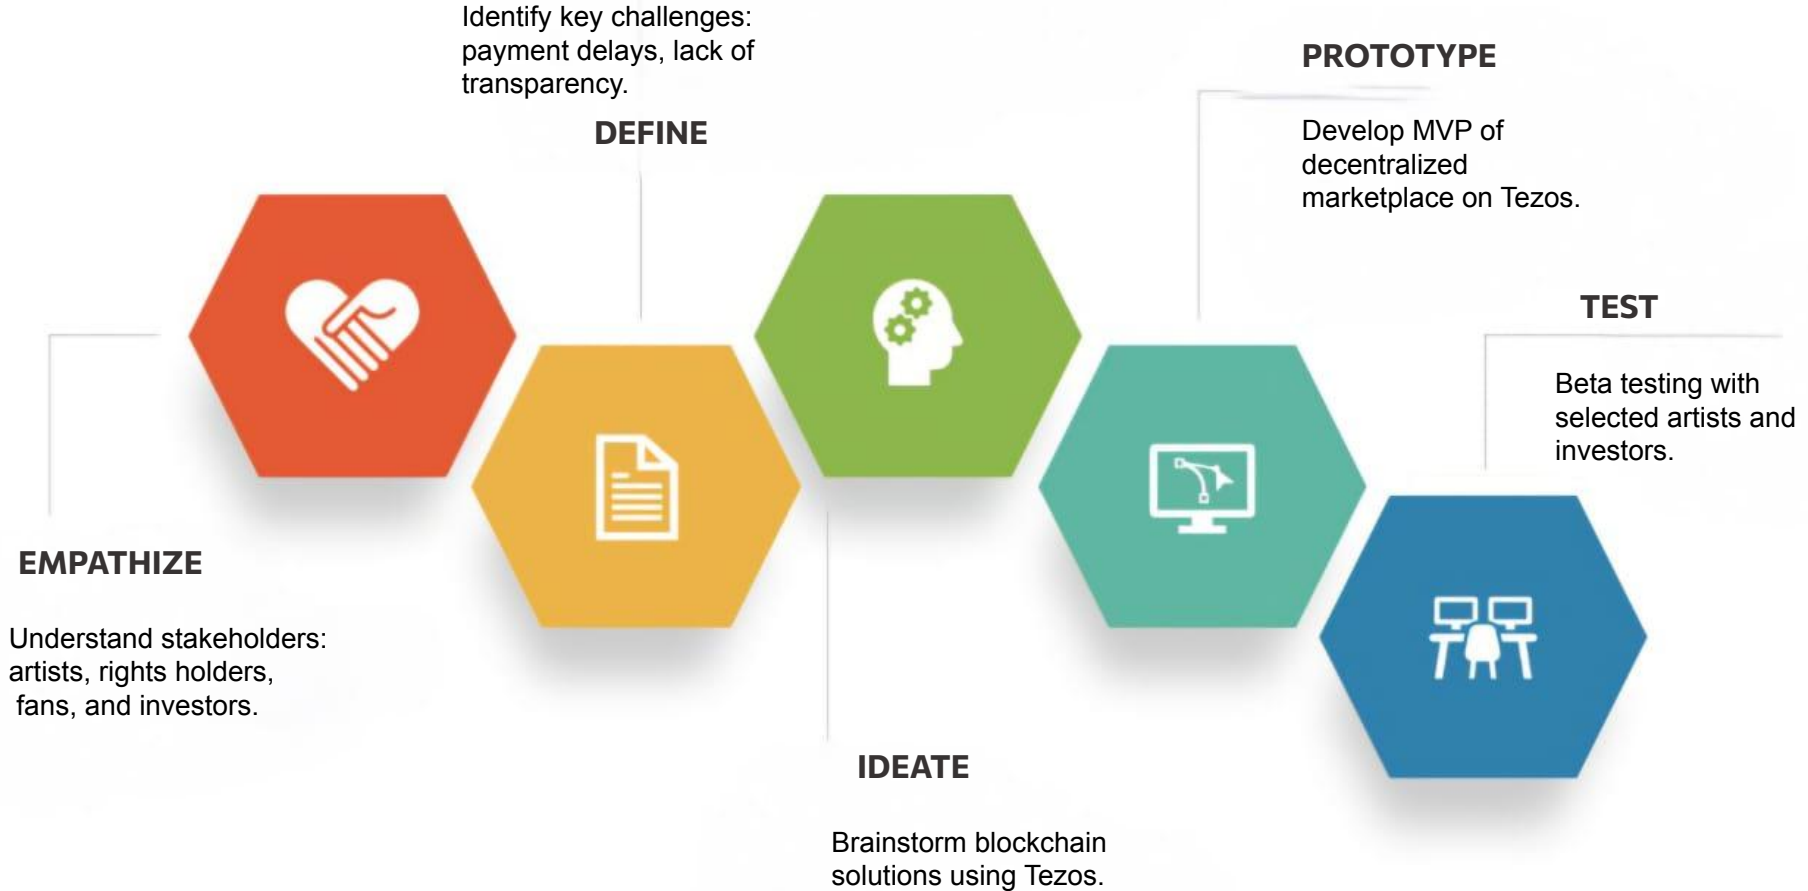 EMPATHIZE
Understand stakeholders:
artists, rights holders,
fans, and investors.
Identify key challenges:
payment delays, lack of
transparency.
DEFINE
IDEATE
Brainstorm blockchain
solutions using Tezos.
PROTOTYPE
Develop MVP of
decentralized
marketplace on Tezos.
TEST
Beta testing with
selected artists and
investors.